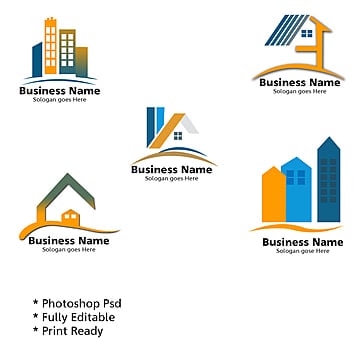 Business Name
Sologan goes Here
Business Name
Sologan goes Here
Business Name
Sologan goes Here
Business Name
Sologan goes Here
Business Name
Sologan goes Here
* Photoshop Psd
* Fully Editable
* Print Ready